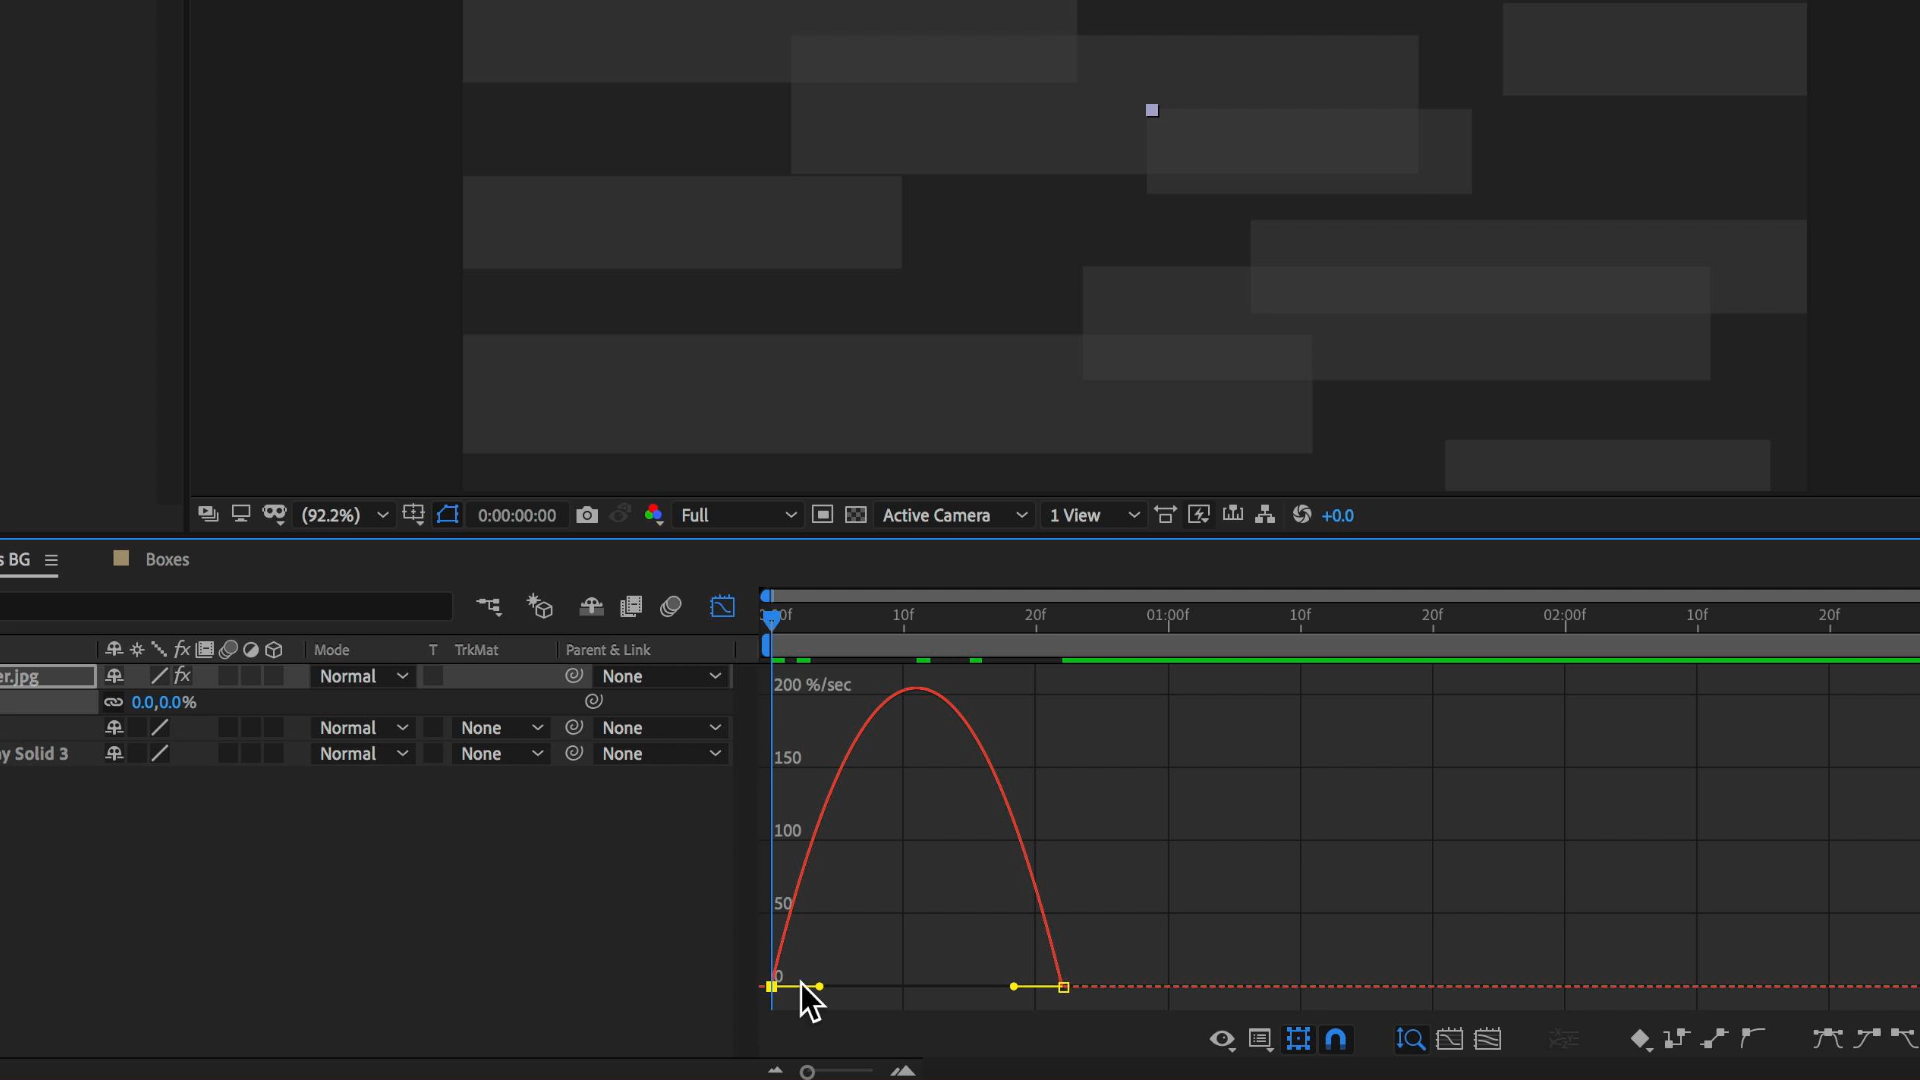 (92.2%) 0:00:00:00 Full Active Camera 1 View +0.0
s BG Boxes
10f 20f 01:00f 10f 20f 02:00f 10f 20f
fx Mode T TrkMat Parent & Link
er.jpg fx Normal None
0.0,0.0%
Normal None None
y Solid 3 Normal None None
200 %/sec
150
100
50
0